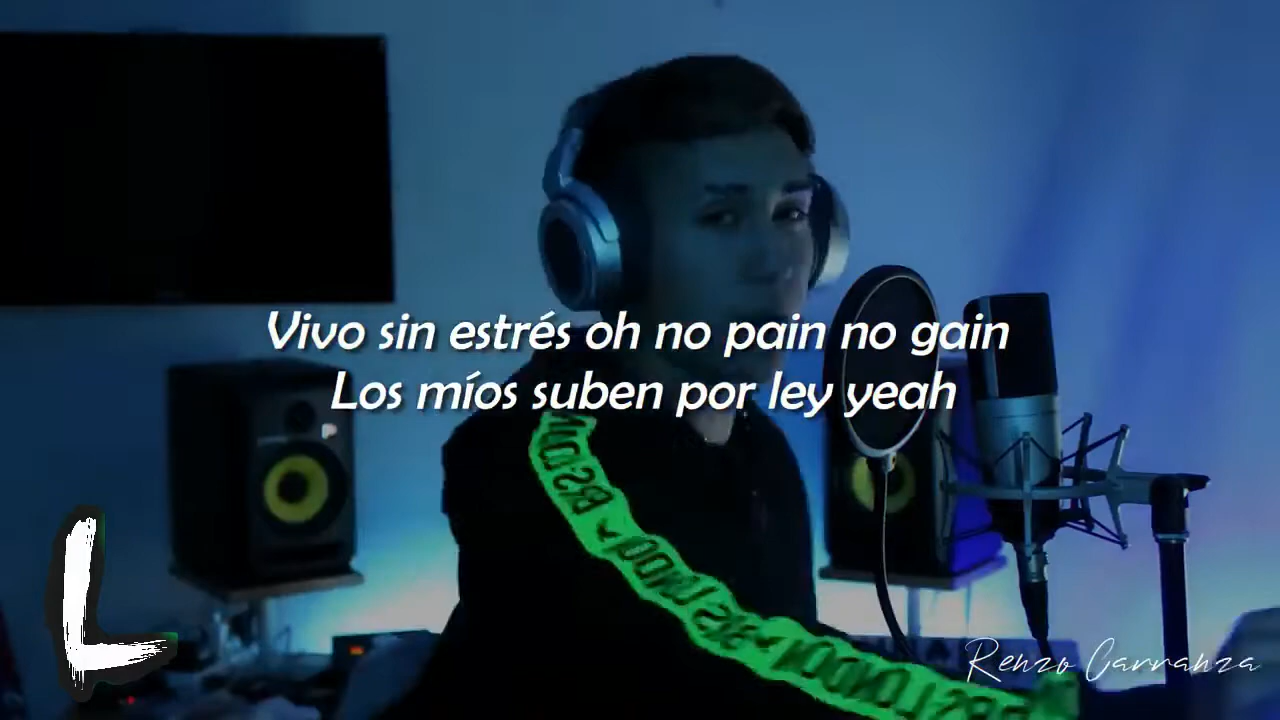 Vivo sin estrés oh no pain no gain
Los míos suben por ley yeah
L
Renzo Carranza